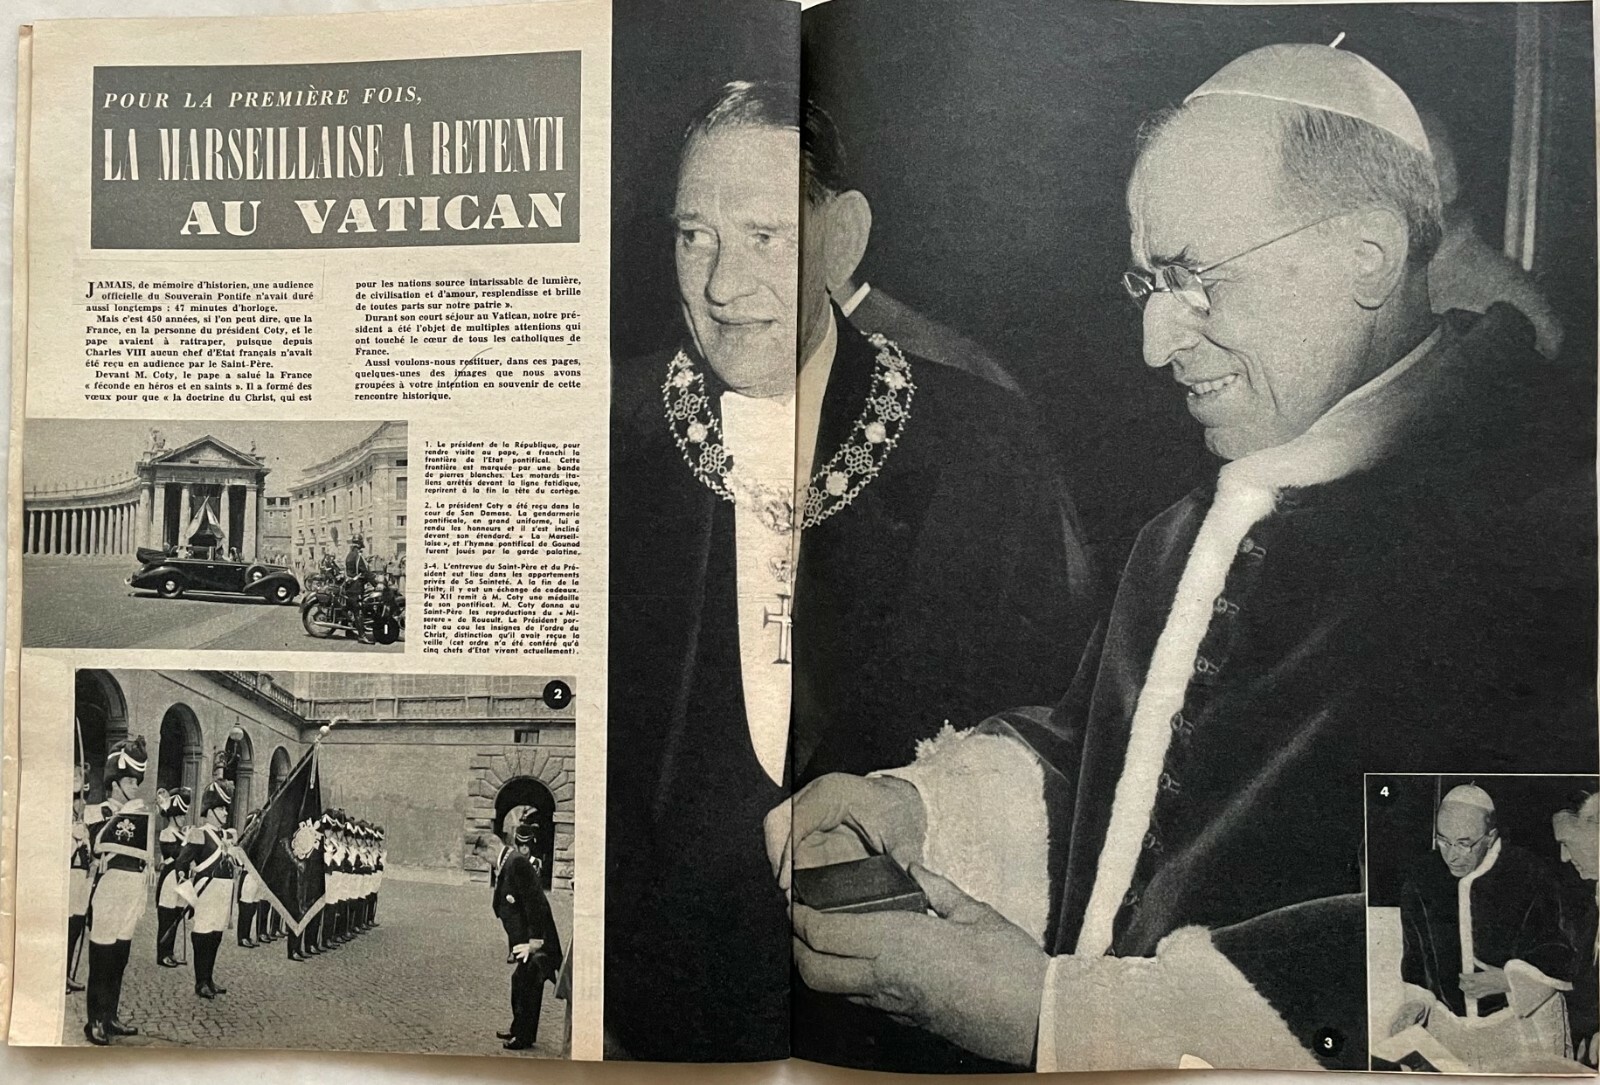 POUR LA PREMIÈRE FOIS,
LA MARSEILLAISE A RETENTI
AU VATICAN
JAMAIS, de mémoire d'historien, une audience
officielle du Souverain Pontife n'avait duré
aussi longtemps : 47 minutes d'horloge.
Mais c'est 450 années, si l'on peut dire, que la
France, en la personne du président Coty, et le
pape avaient à rattraper, puisque depuis
Charles VIII aucun chef d'Etat français n'avait
été reçu en audience par le Saint-Père.
Devant M. Coty, le pape a salué la France
« féconde en héros et en saints ». Il a formé des
vœux pour que « la doctrine du Christ, qui est
pour les nations source intarissable de lumière,
de civilisation et d'amour, resplendisse et brille
de toutes parts sur notre patrie ».
Durant son court séjour au Vatican, notre pré-
sident a été l'objet de multiples attentions qui
ont touché le cœur de tous les catholiques de
France.
Aussi voulons-nous restituer, dans ces pages,
quelques-unes des images que nous avons
groupées à votre intention en souvenir de cette
rencontre historique.
1. Le président de la République, pour
rendre visite au pape, a franchi la
frontière de l'Etat pontifical. Cette
frontière est marquée par une bande
de pierres blanches. Les motards ita-
liens arrêtés devant la ligne fatidique,
reprirent à la fin la tête du cortège.
2. Le président Coty a été reçu dans la
cour de San Damase. La gendarmerie
pontificale, en grand uniforme, lui a
rendu les honneurs et il s'est incliné
devant son étendard. « La Marseil-
laise », et l'hymne pontifical de Gounod
furent joués par la garde palatine.
3-4. L'entrevue du Saint-Père et du Pré-
sident eut lieu dans les appartements
privés de Sa Sainteté. A la fin de la
visite, il y eut un échange de cadeaux.
Pie XII remit à M. Coty une médaille
de son pontificat. M. Coty donna au
Saint-Père les reproductions du « Mi-
serere » de Rouault. Le Président por-
tait au cou les insignes de l'ordre du
Christ, distinction qu'il avait reçue la
veille (cet ordre n'a été conféré qu'à
cinq chefs d'Etat vivant actuellement).
1
2
3
4